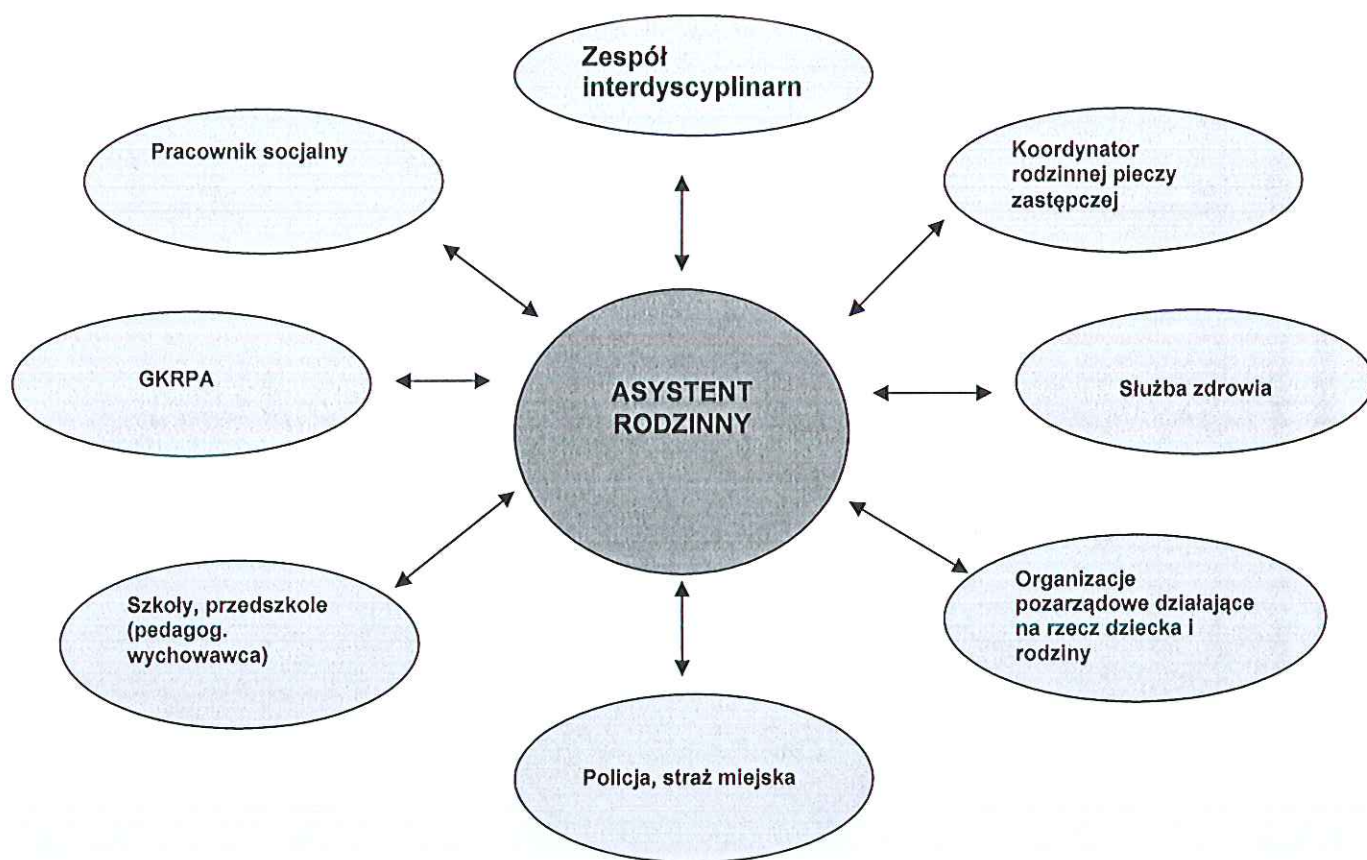 Zespół
interdyscyplinarn
Pracownik socjalny
Koordynator
rodzinnej pieczy
zastępczej
GKRPA
ASYSTENT
RODZINNY
Służba zdrowia
Szkoły, przedszkole
(pedagog.
wychowawca)
Organizacje
pozarządowe działające
na rzecz dziecka i
rodziny
Policja, straż miejska